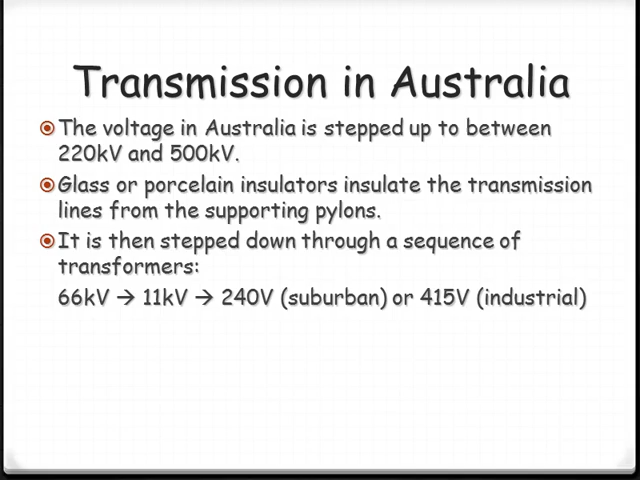 Transmission in Australia
The voltage in Australia is stepped up to between
220kV and 500kV.
Glass or porcelain insulators insulate the transmission
lines from the supporting pylons.
It is then stepped down through a sequence of
transformers:
66kV → 11kV → 240V (suburban) or 415V (industrial)